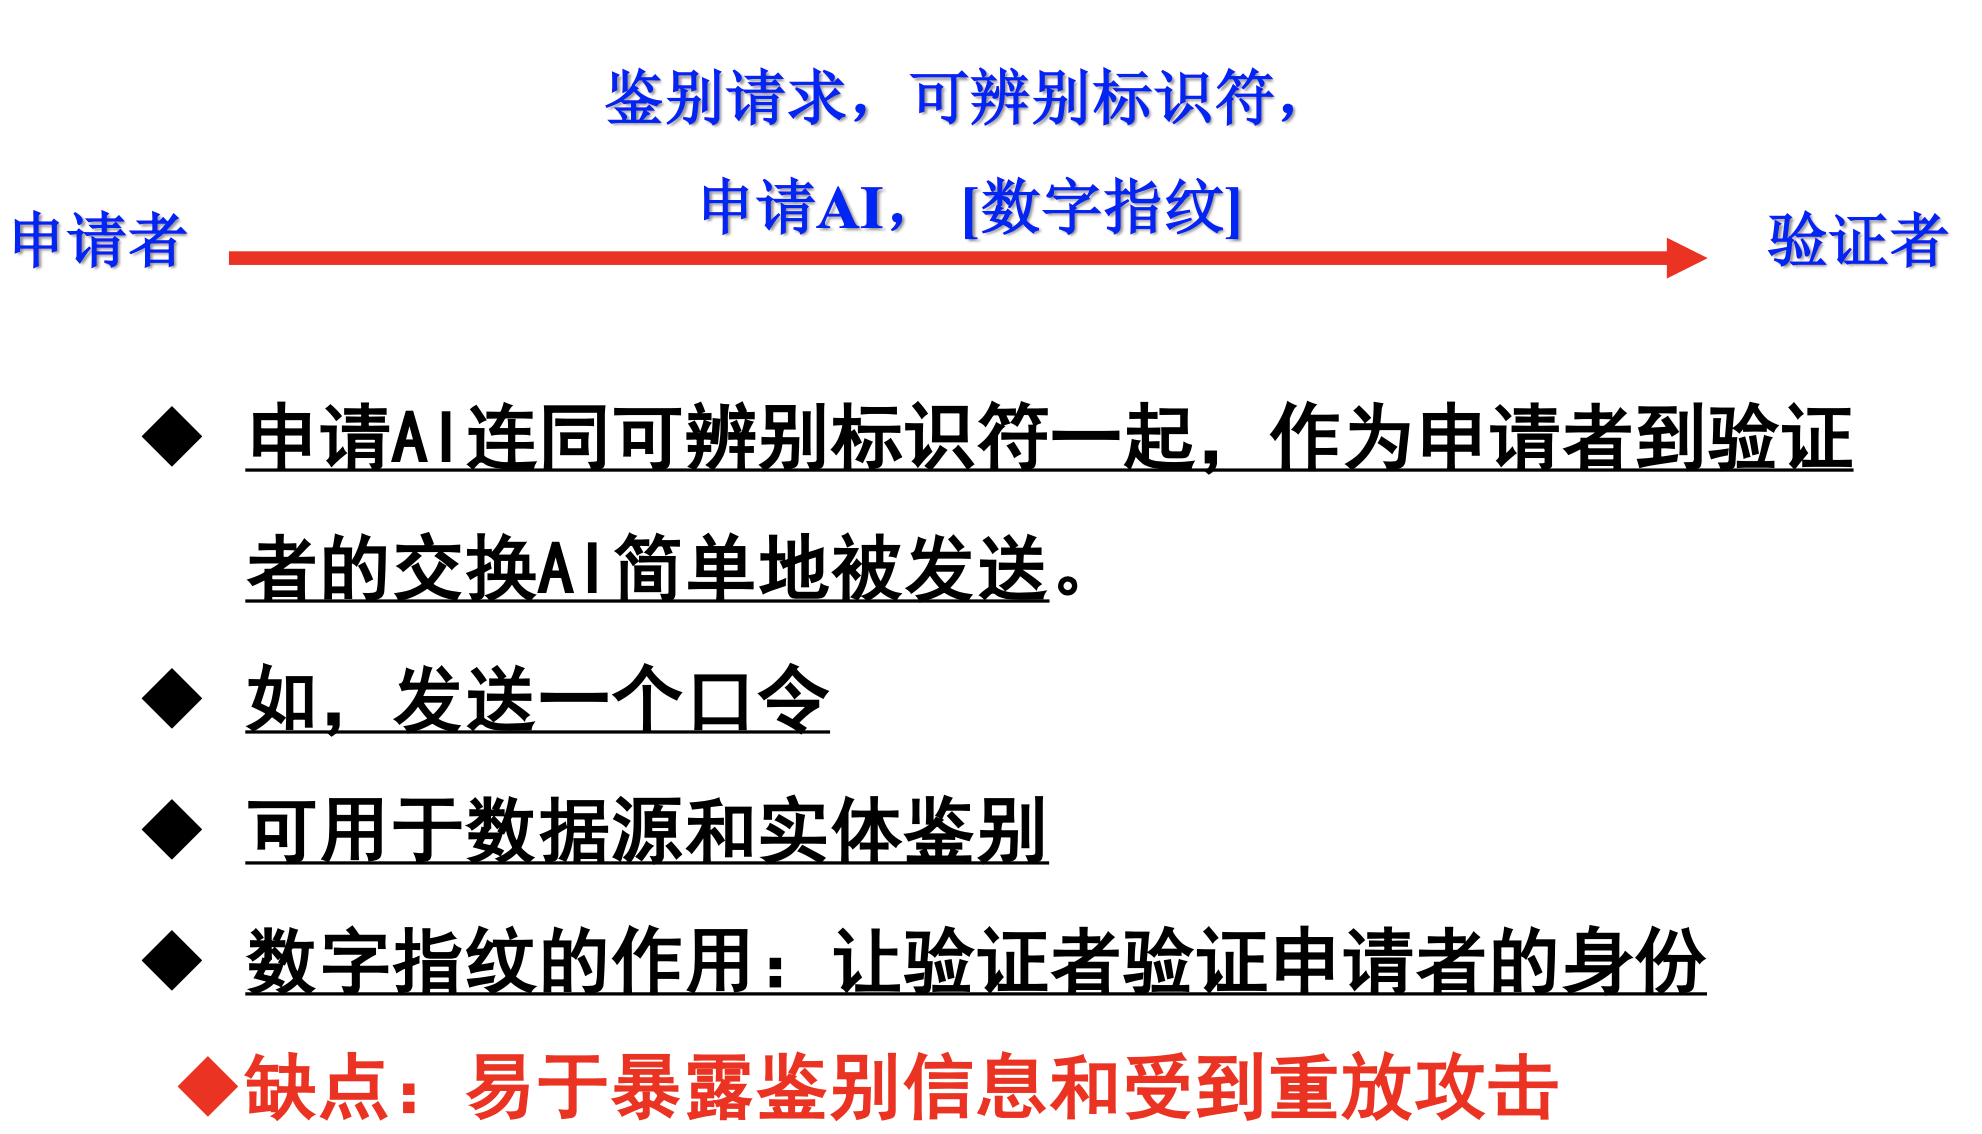 鉴别请求，可辨别标识符，
申请AI， [数字指纹]
申请者
验证者
申请AI连同可辨别标识符一起，作为申请者到验证
者的交换AI简单地被发送。
如，发送一个口令
可用于数据源和实体鉴别
数字指纹的作用：让验证者验证申请者的身份
缺点：易于暴露鉴别信息和受到重放攻击